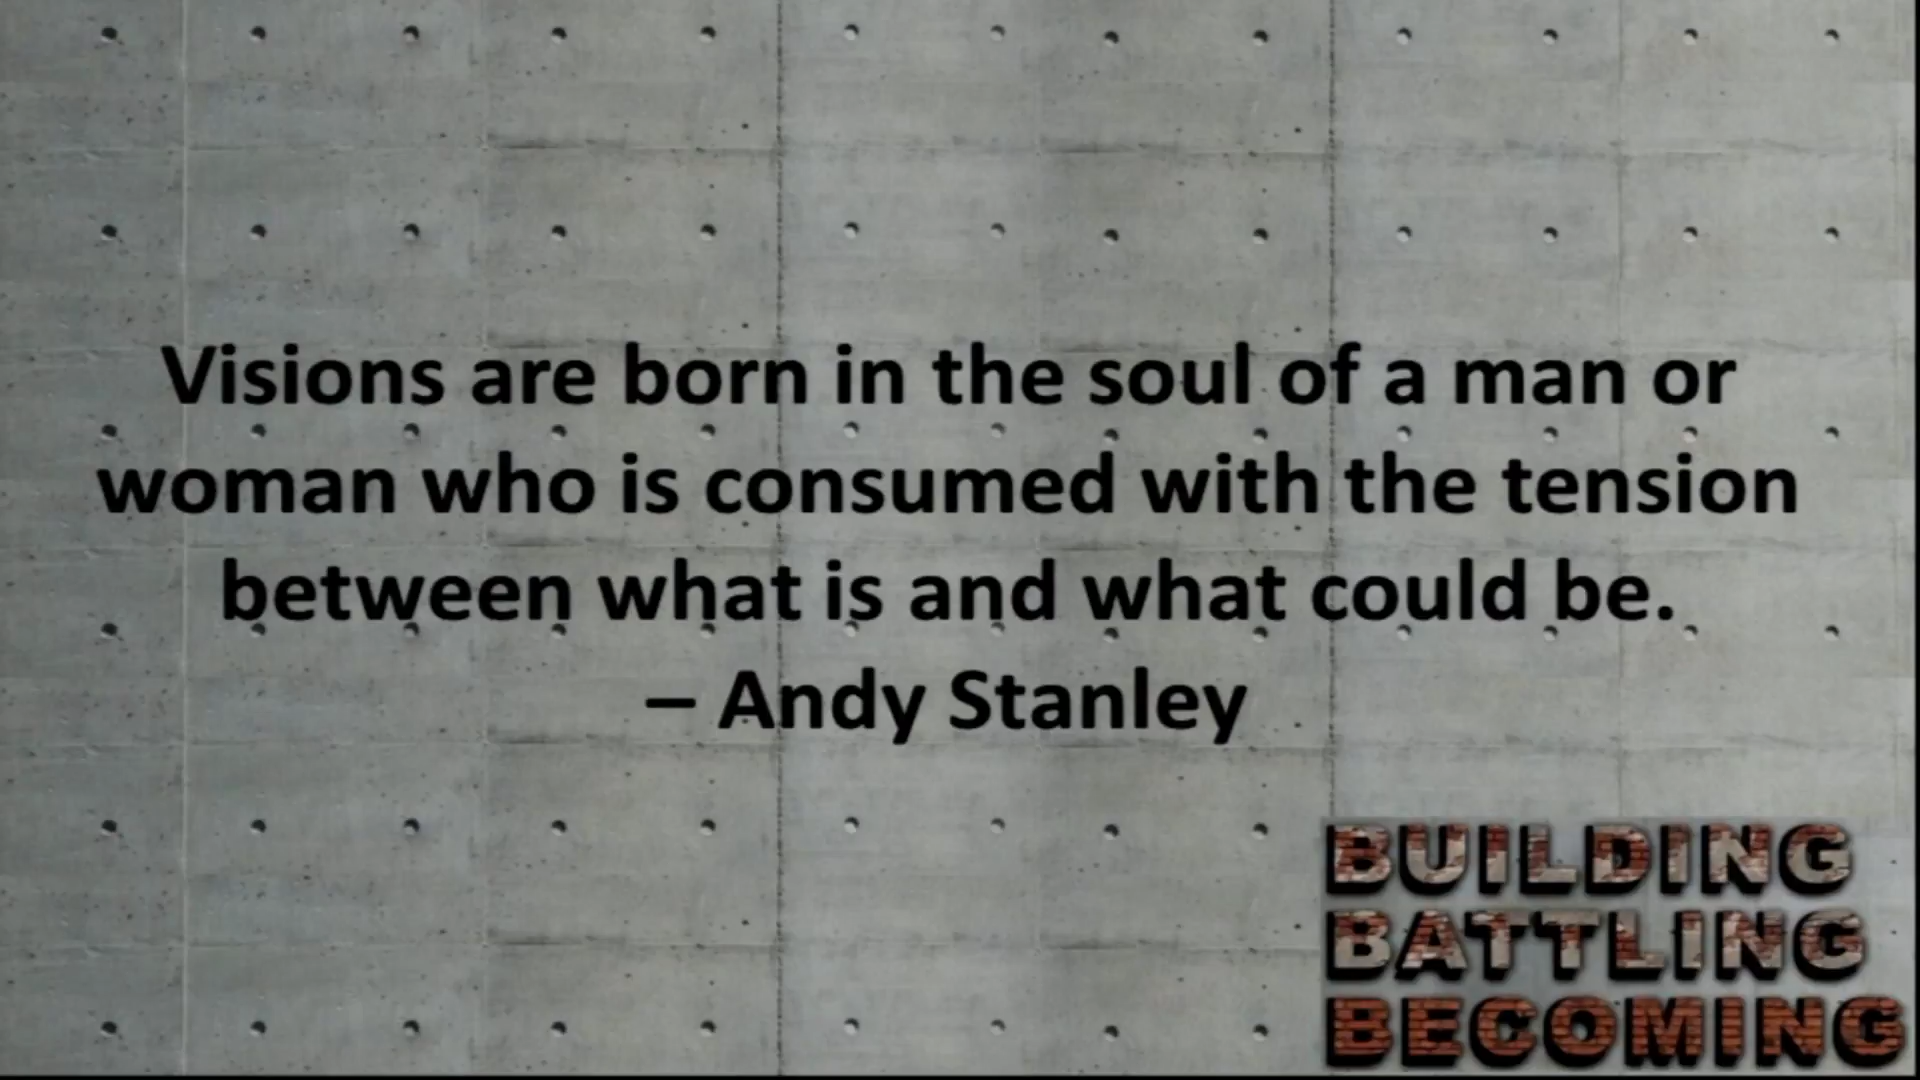 Visions are born in the soul of a man or
woman who is consumed with the tension
between what is and what could be.
– Andy Stanley
BUILDING
BATTLING
BECOMING